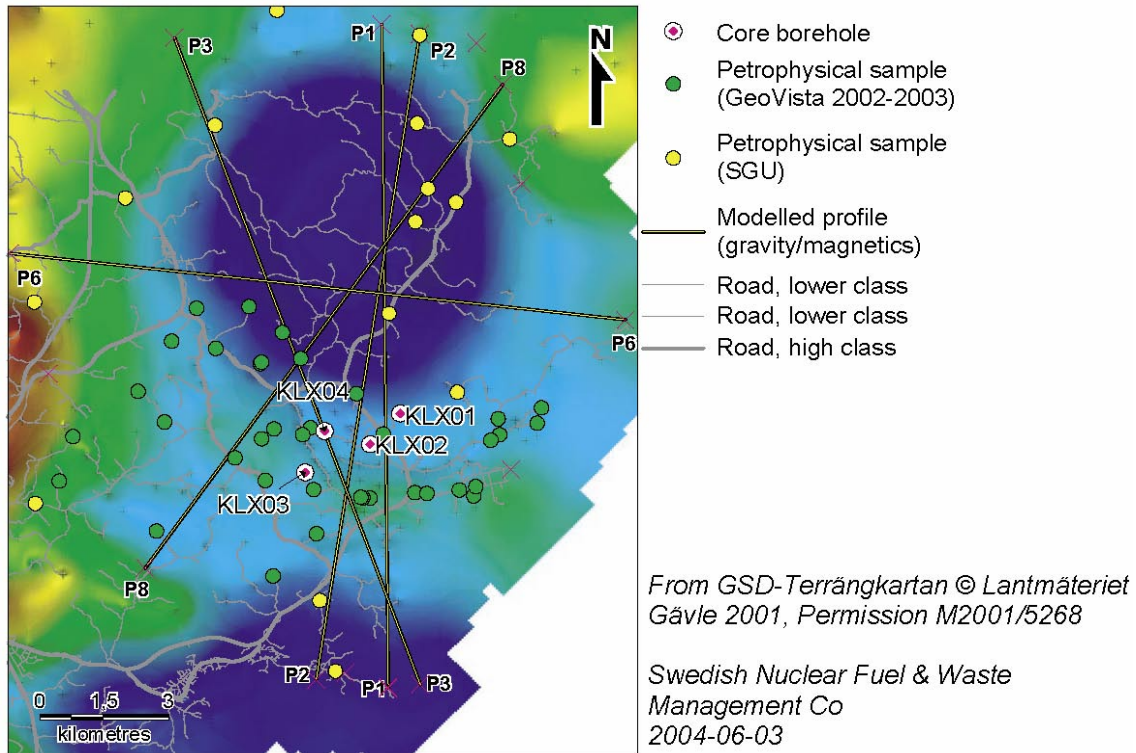 P3
P1
P2
P8
N
P6
P6
KLX04
KLX01
KLX02
KLX03
P8
P2
P1
P3
0 1,5 3
kilometres
Core borehole
Petrophysical sample
(GeoVista 2002-2003)
Petrophysical sample
(SGU)
Modelled profile
(gravity/magnetics)
Road, lower class
Road, lower class
Road, high class
From GSD-Terrängkartan © Lantmäteriet
Gävle 2001, Permission M2001/5268
Swedish Nuclear Fuel & Waste
Management Co
2004-06-03